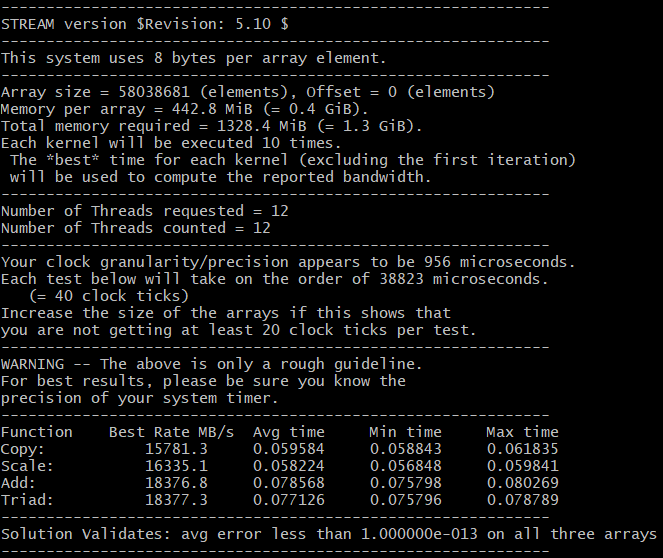 -------------------------------------------------------------
STREAM version $Revision: 5.10 $
-------------------------------------------------------------
This system uses 8 bytes per array element.
-------------------------------------------------------------
Array size = 58038681 (elements), Offset = 0 (elements)
Memory per array = 442.8 MiB (= 0.4 GiB).
Total memory required = 1328.4 MiB (= 1.3 GiB).
Each kernel will be executed 10 times.
 The *best* time for each kernel (excluding the first iteration)
 will be used to compute the reported bandwidth.
-------------------------------------------------------------
Number of Threads requested = 12
Number of Threads counted = 12
-------------------------------------------------------------
Your clock granularity/precision appears to be 956 microseconds.
Each test below will take on the order of 38823 microseconds.
   (= 40 clock ticks)
Increase the size of the arrays if this shows that
you are not getting at least 20 clock ticks per test.
-------------------------------------------------------------
WARNING -- The above is only a rough guideline.
For best results, please be sure you know the
precision of your system timer.
-------------------------------------------------------------
Function    Best Rate MB/s  Avg time     Min time     Max time
Copy:           15781.3     0.059584     0.058843     0.061835
Scale:          16335.1     0.058224     0.056848     0.059841
Add:            18376.8     0.078568     0.075798     0.080269
Triad:          18377.3     0.077126     0.075796     0.078789
-------------------------------------------------------------
Solution Validates: avg error less than 1.000000e-013 on all three arrays
-------------------------------------------------------------